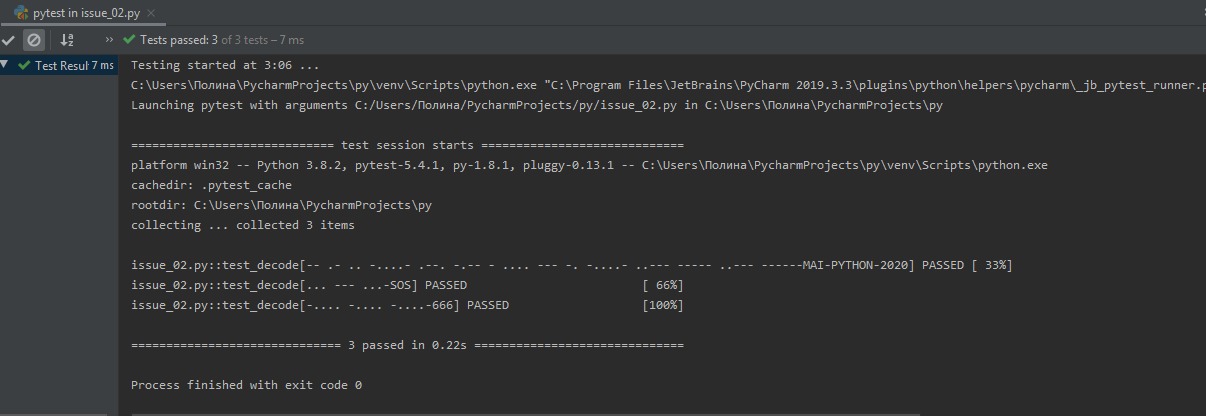 pytest in issue_02.py ×
Tests passed: 3 of 3 tests – 7 ms
Test Resul 7 ms
Testing started at 3:06 ...
C:\Users\Полина\PycharmProjects\py\venv\Scripts\python.exe "C:\Program Files\JetBrains\PyCharm 2019.3.3\plugins\python\helpers\pycharm\_jb_pytest_runner.p
Launching pytest with arguments C:/Users/Полина/PycharmProjects/py/issue_02.py in C:\Users\Полина\PycharmProjects\py
============================= test session starts =============================
platform win32 -- Python 3.8.2, pytest-5.4.1, py-1.8.1, pluggy-0.13.1 -- C:\Users\Полина\PycharmProjects\py\venv\Scripts\python.exe
cachedir: .pytest_cache
rootdir: C:\Users\Полина\PycharmProjects\py
collecting ... collected 3 items
issue_02.py::test_decode[-- .- .. -....- .--. -.-- - .... --- -. -....- ..--- ----- ..--- ------MAI-PYTHON-2020] PASSED [ 33%]
issue_02.py::test_decode[... --- ...-SOS] PASSED [ 66%]
issue_02.py::test_decode[-.... -.... -....-666] PASSED [100%]
============================== 3 passed in 0.22s ==============================
Process finished with exit code 0